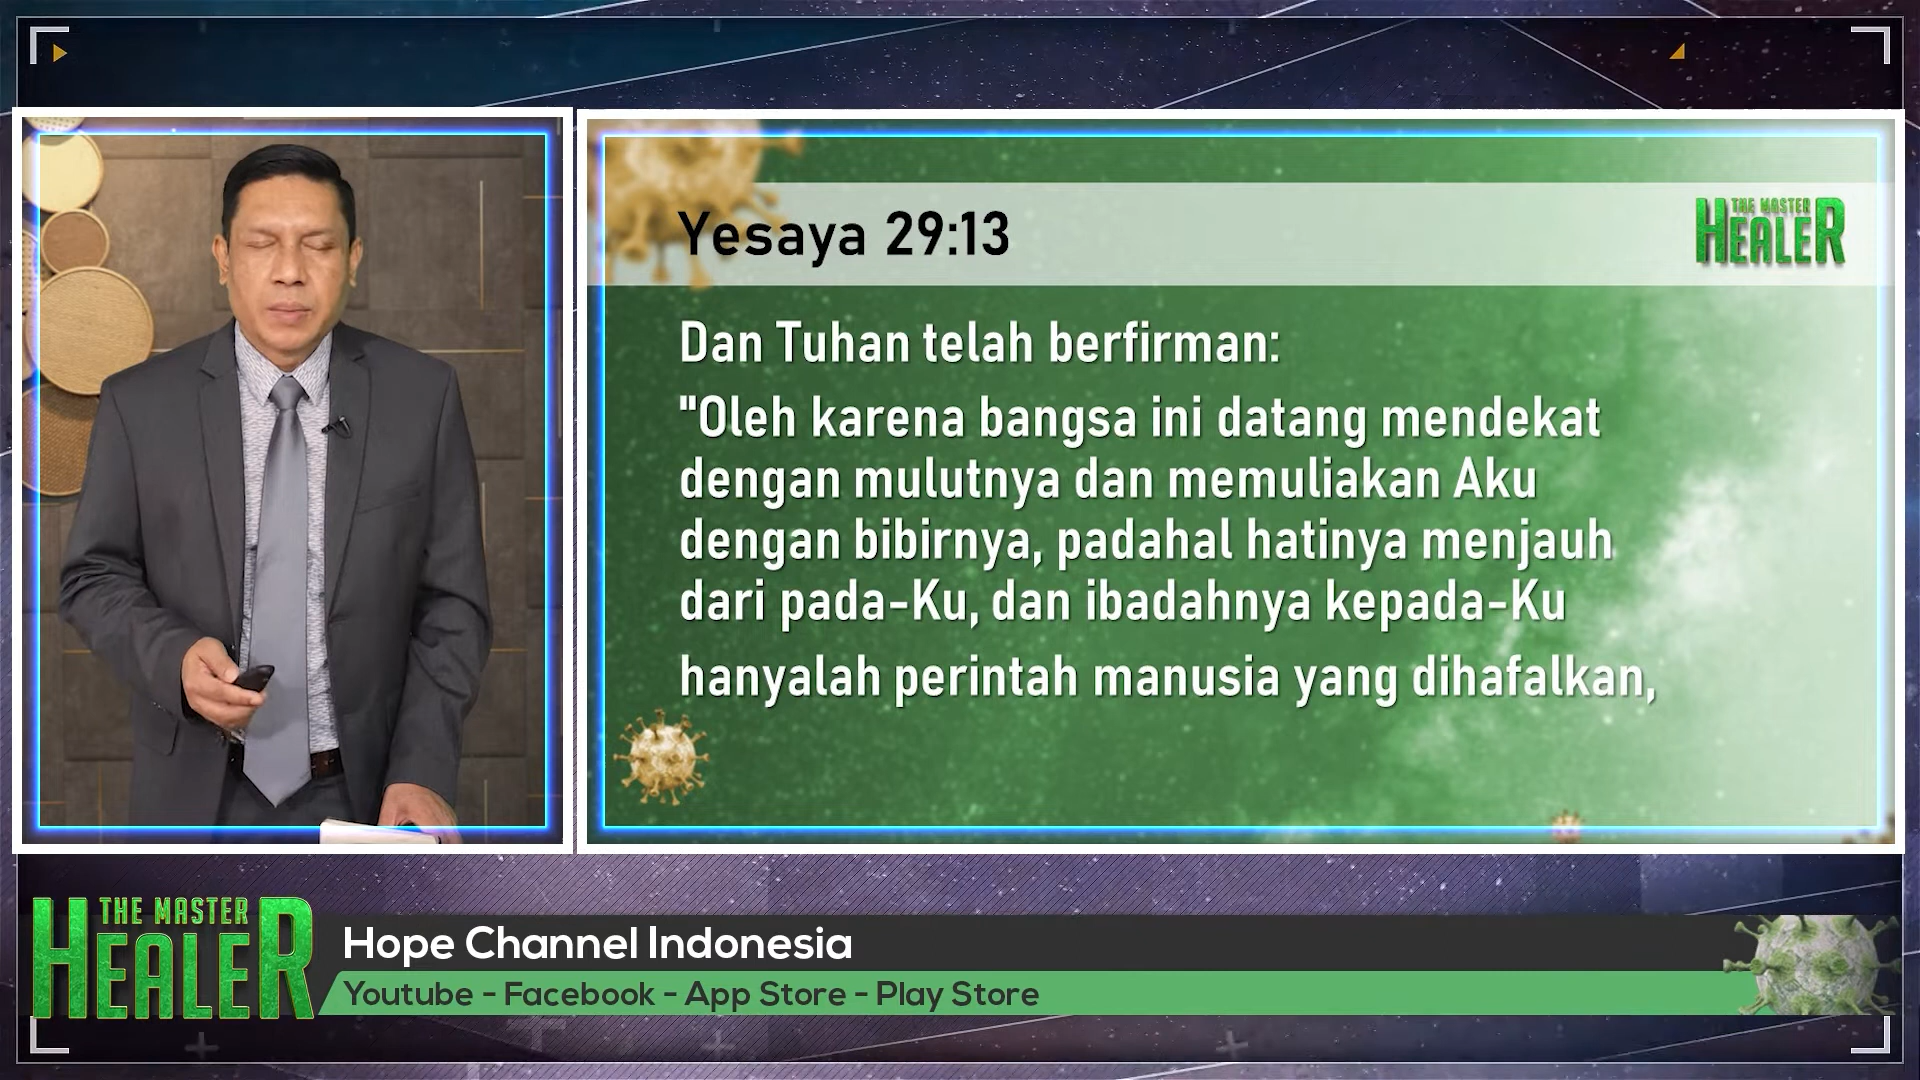 Yesaya 29:13
THE MASTER
HEALER
Dan Tuhan telah berfirman:
"Oleh karena bangsa ini datang mendekat
dengan mulutnya dan memuliakan Aku
dengan bibirnya, padahal hatinya menjauh
dari pada-Ku, dan ibadahnya kepada-Ku
hanyalah perintah manusia yang dihafalkan,
THE MASTER
HEALER
Hope Channel Indonesia
Youtube - Facebook - App Store - Play Store